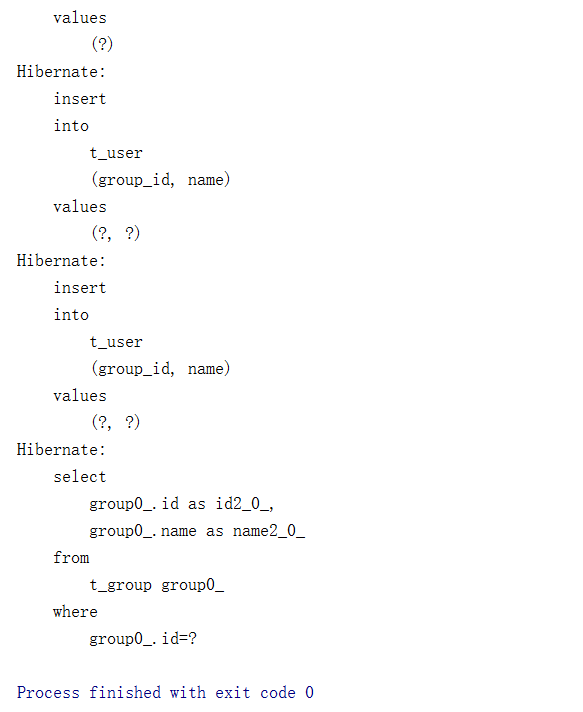 values
(?)
Hibernate:
insert
into
t_user
(group_id, name)
values
(?, ?)
Hibernate:
insert
into
t_user
(group_id, name)
values
(?, ?)
Hibernate:
select
group0_.id as id2_0_,
group0_.name as name2_0_
from
t_group group0_
where
group0_.id=?
Process finished with exit code 0